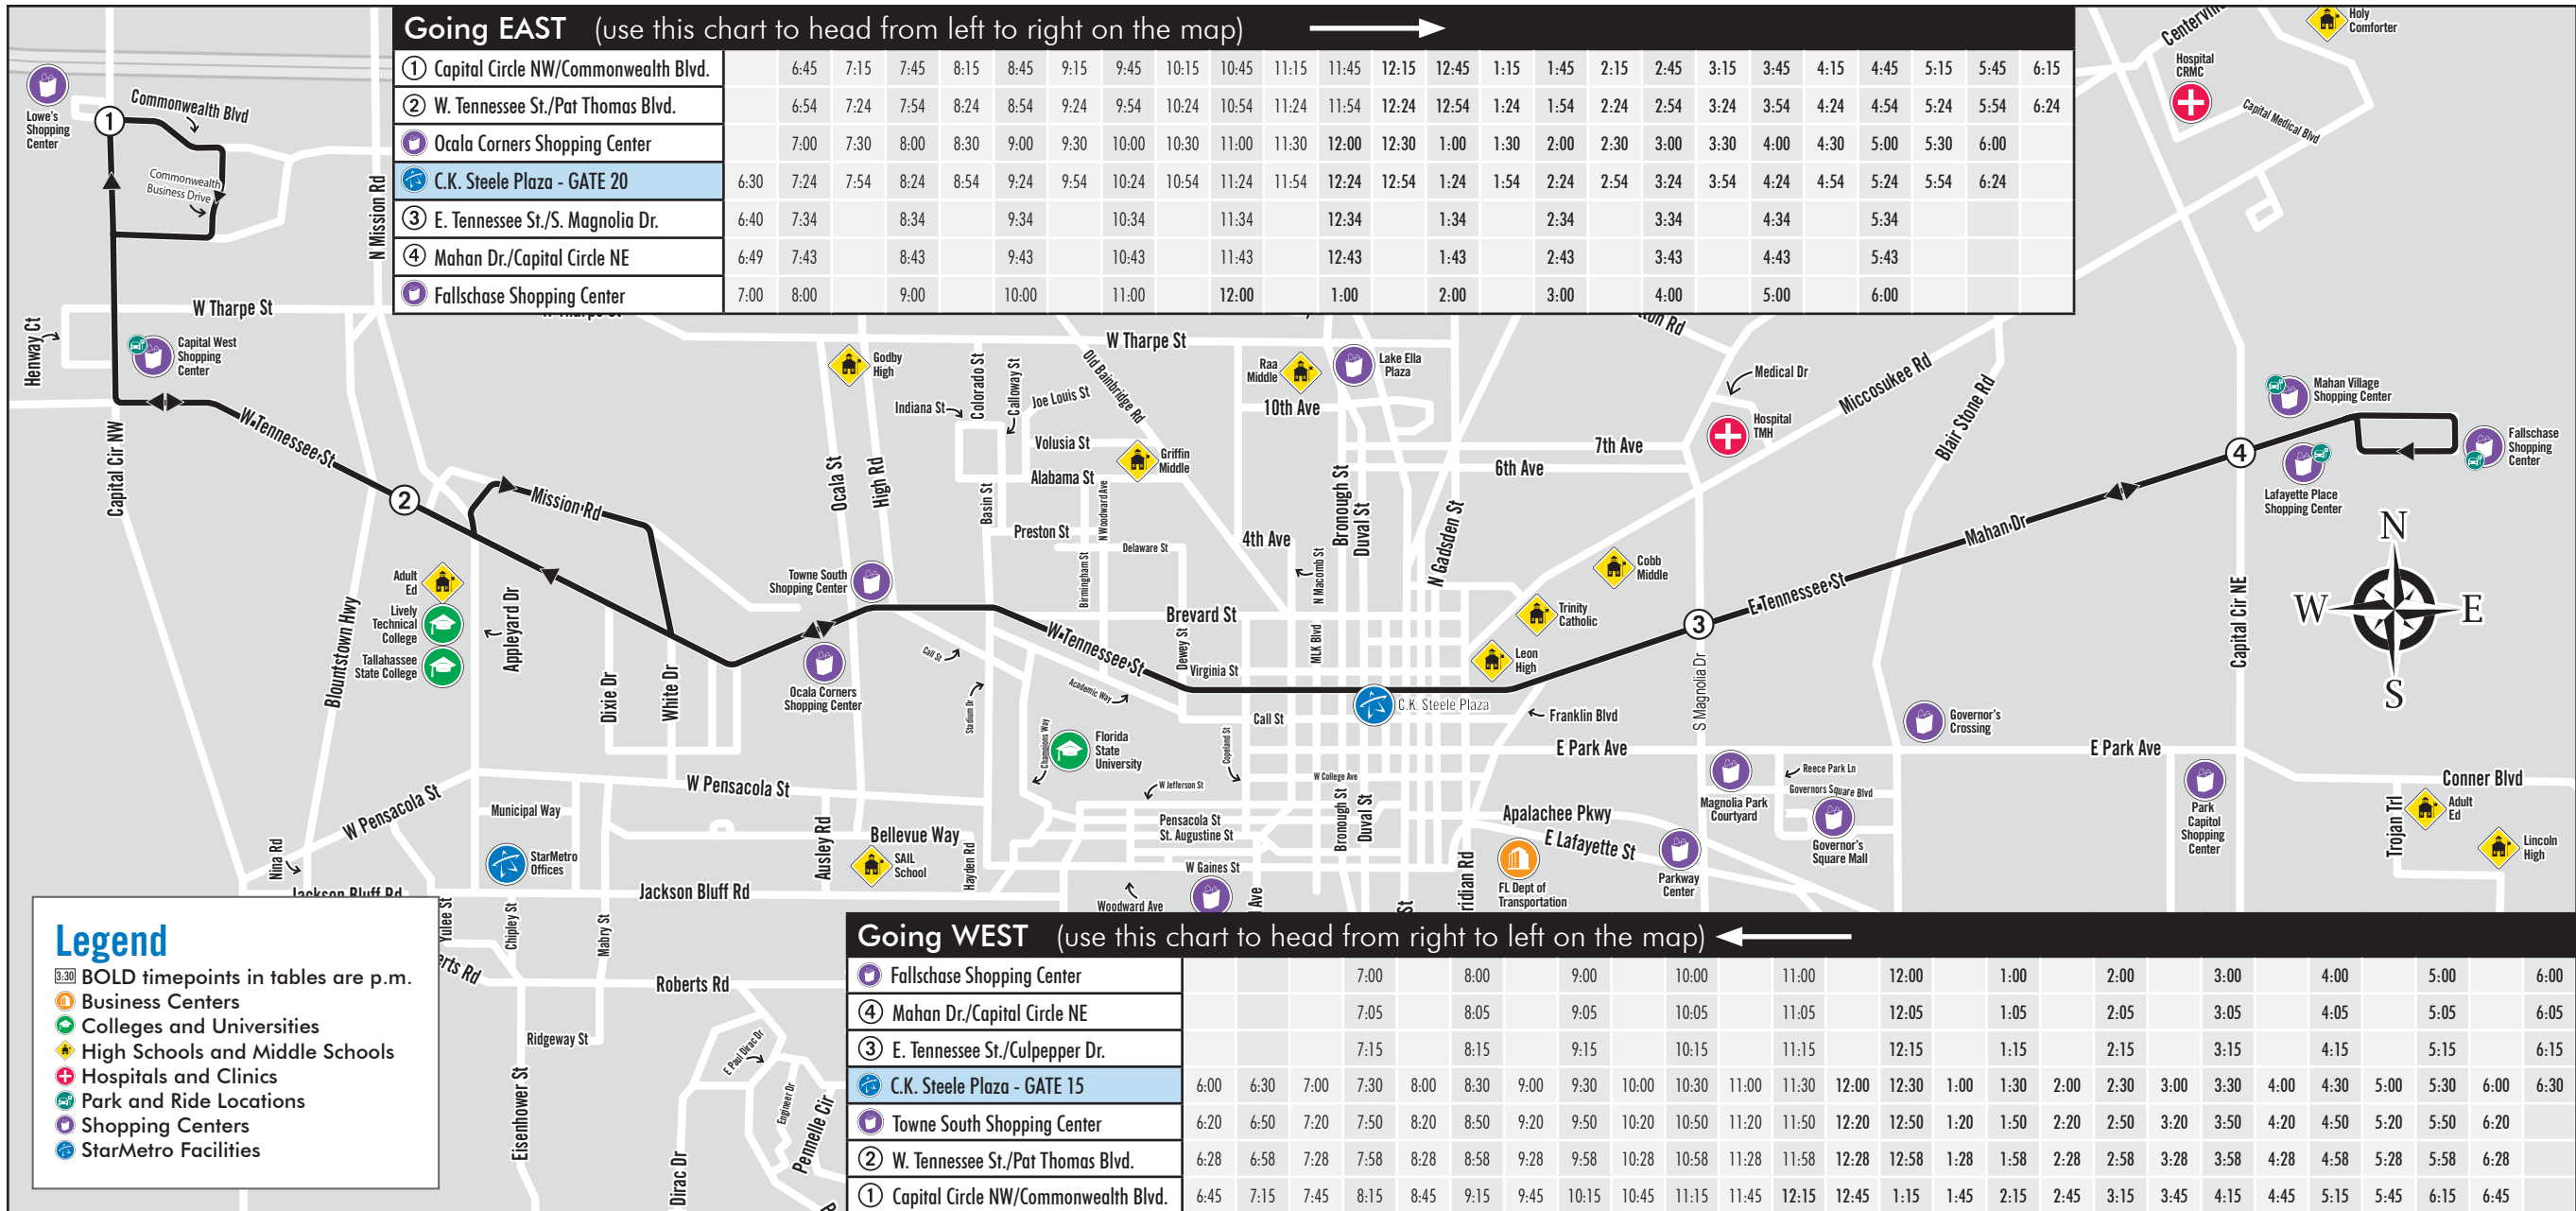 Going EAST (use this chart to head from left to right on the map)
1 Capital Circle NW/Commonwealth Blvd. 6:45 7:15 7:45 8:15 8:45 9:15 9:45 10:15 10:45 11:15 11:45 12:15 12:45 1:15 1:45 2:15 2:45 3:15 3:45 4:15 4:45 5:15 5:45 6:15
2 W. Tennessee St./Pat Thomas Blvd. 6:54 7:24 7:54 8:24 8:54 9:24 9:54 10:24 10:54 11:24 11:54 12:24 12:54 1:24 1:54 2:24 2:54 3:24 3:54 4:24 4:54 5:24 5:54 6:24
Ocala Corners Shopping Center 7:00 7:30 8:00 8:30 9:00 9:30 10:00 10:30 11:00 11:30 12:00 12:30 1:00 1:30 2:00 2:30 3:00 3:30 4:00 4:30 5:00 5:30 6:00
C.K. Steele Plaza - GATE 20 6:30 7:24 7:54 8:24 8:54 9:24 9:54 10:24 10:54 11:24 11:54 12:24 12:54 1:24 1:54 2:24 2:54 3:24 3:54 4:24 4:54 5:24 5:54 6:24
3 E. Tennessee St./S. Magnolia Dr. 6:40 7:34 8:34 9:34 10:34 11:34 12:34 1:34 2:34 3:34 4:34 5:34
4 Mahan Dr./Capital Circle NE 6:49 7:43 8:43 9:43 10:43 11:43 12:43 1:43 2:43 3:43 4:43 5:43
Fallschase Shopping Center 7:00 8:00 9:00 10:00 11:00 12:00 1:00 2:00 3:00 4:00 5:00 6:00
Lowe's
Shopping
Center
1
Commonwealth Blvd
Commonwealth
Business Drive
N Mission Rd
Holy
Comforter
Hospital
CRMC
Capital Medical Blvd
W Tharpe St
Henway Ct
Capital West
Shopping
Center
Capital Cir NW
W Tennessee St
2
Mission Rd
W Tharpe St
Godby
High
Ocala St
High Rd
Indiana St
Colorado St
Calloway St
Joe Louis St
Old Bainbridge Rd
Volusia St
Alabama St
Griffin
Middle
Basin St
N Woodward Ave
Preston St
Delaware St
Birmingham St
Raa
Middle
Lake Ella
Plaza
10th Ave
7th Ave
6th Ave
4th Ave
Bronough St
Duval St
N Gadsden St
N Macomb St
MLK Blvd
Medical Dr
Hospital
TMH
Miccosukee Rd
Blair Stone Rd
Mahan Village
Shopping Center
4
Fallschase
Shopping
Center
Lafayette Place
Shopping Center
Mahan Dr
N
W
E
S
Capital Cir NE
Adult
Ed
Lively
Technical
College
Tallahassee
State College
Blountstown Hwy
Appleyard Dr
Dixie Dr
White Dr
Towne South
Shopping Center
Ocala Corners
Shopping Center
Call St
Stadium Dr
W Tennessee St
Academic Way
Brevard St
Dewey St
Virginia St
Cobb
Middle
Trinity
Catholic
Leon
High
3
E Tennessee St
S Magnolia Dr
C.K. Steele Plaza
Call St
Franklin Blvd
Champions Way
Florida
State
University
Copeland St
E Park Ave
E Park Ave
Governor's
Crossing
Conner Blvd
W Pensacola St
W Pensacola St
Municipal Way
W Jefferson St
W College Ave
Pensacola St
St. Augustine St
Bronough St
Duval St
Apalachee Pkwy
E Lafayette St
Magnolia Park
Courtyard
Reece Park Ln
Governors Square Blvd
Governor's
Square Mall
Park
Capitol
Shopping
Center
Trojan Trl
Adult
Ed
Lincoln
High
Nina Rd
StarMetro
Offices
Ausley Rd
Bellevue Way
SAIL
School
Hayden Rd
W Gaines St
FL Dept of
Transportation
Parkway
Center
Jackson Bluff Rd
Jackson Bluff Rd
Woodward Ave
Yulee St
Chipley St
Mabry St
Roberts Rd
Ridgeway St
Eisenhower St
E Paul Dirac Dr
Engineer Dr
Pennelle Cir
Dirac Dr
Legend
3:30 BOLD timepoints in tables are p.m.
Business Centers
Colleges and Universities
High Schools and Middle Schools
Hospitals and Clinics
Park and Ride Locations
Shopping Centers
StarMetro Facilities
Going WEST (use this chart to head from right to left on the map)
Fallschase Shopping Center 7:00 8:00 9:00 10:00 11:00 12:00 1:00 2:00 3:00 4:00 5:00 6:00
4 Mahan Dr./Capital Circle NE 7:05 8:05 9:05 10:05 11:05 12:05 1:05 2:05 3:05 4:05 5:05 6:05
3 E. Tennessee St./Culpepper Dr. 7:15 8:15 9:15 10:15 11:15 12:15 1:15 2:15 3:15 4:15 5:15 6:15
C.K. Steele Plaza - GATE 15 6:00 6:30 7:00 7:30 8:00 8:30 9:00 9:30 10:00 10:30 11:00 11:30 12:00 12:30 1:00 1:30 2:00 2:30 3:00 3:30 4:00 4:30 5:00 5:30 6:00 6:30
Towne South Shopping Center 6:20 6:50 7:20 7:50 8:20 8:50 9:20 9:50 10:20 10:50 11:20 11:50 12:20 12:50 1:20 1:50 2:20 2:50 3:20 3:50 4:20 4:50 5:20 5:50 6:20
2 W. Tennessee St./Pat Thomas Blvd. 6:28 6:58 7:28 7:58 8:28 8:58 9:28 9:58 10:28 10:58 11:28 11:58 12:28 12:58 1:28 1:58 2:28 2:58 3:28 3:58 4:28 4:58 5:28 5:58 6:28
1 Capital Circle NW/Commonwealth Blvd. 6:45 7:15 7:45 8:15 8:45 9:15 9:45 10:15 10:45 11:15 11:45 12:15 12:45 1:15 1:45 2:15 2:45 3:15 3:45 4:15 4:45 5:15 5:45 6:15 6:45